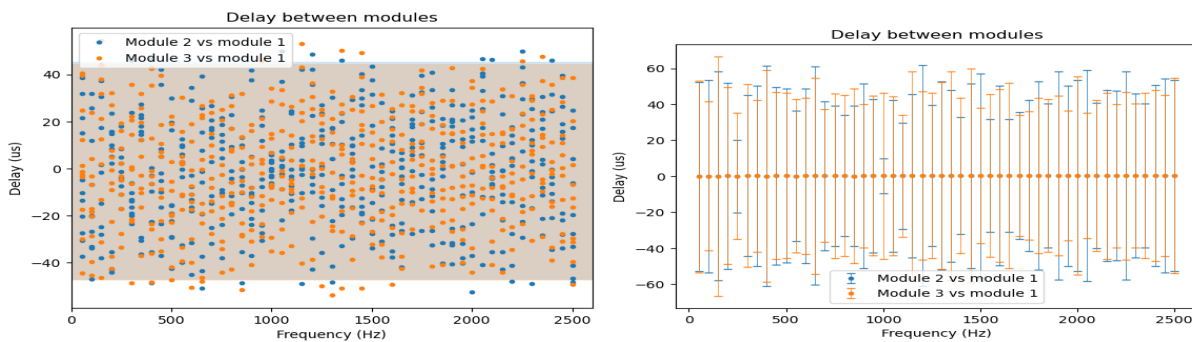 Delay between modules
Module 2 vs module 1
Module 3 vs module 1
Delay (us)
40
20
0
−20
−40
0
500
1000
1500
2000
2500
Frequency (Hz)
Delay between modules
Delay (us)
60
40
20
0
−20
−40
−60
Module 2 vs module 1
Module 3 vs module 1
0
500
1000
1500
2000
2500
Frequency (Hz)